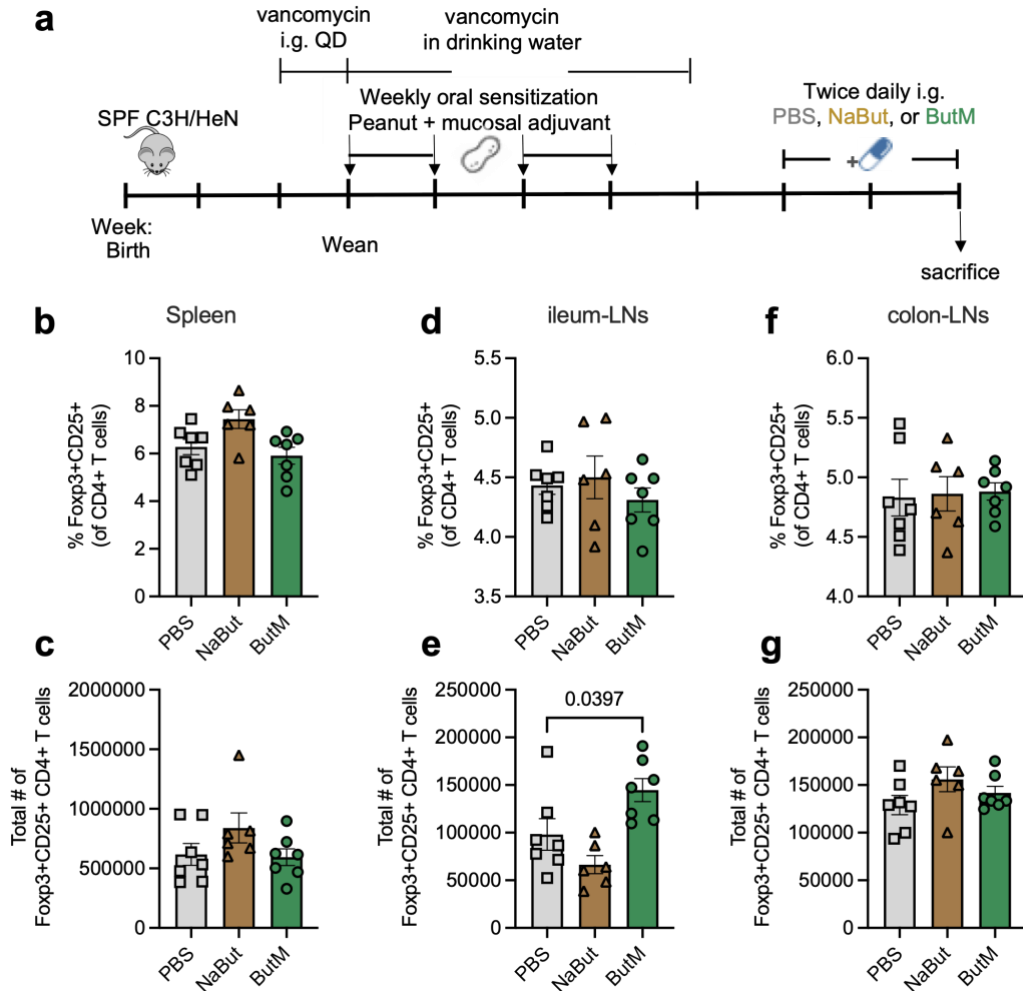 a
vancomycin
i.g. QD
vancomycin
in drinking water
Weekly oral sensitization
Peanut + mucosal adjuvant
SPF C3H/HeN
Twice daily i.g.
PBS, NaBut, or ButM
+
Week:
Birth
Wean
sacrifice
b
Spleen
% Foxp3+CD25+
(of CD4+ T cells)
10
8
6
4
2
0
PBS
NaBut
ButM
d
ileum-LNs
% Foxp3+CD25+
(of CD4+ T cells)
5.5
5.0
4.5
4.0
3.5
PBS
NaBut
ButM
f
colon-LNs
% Foxp3+CD25+
(of CD4+ T cells)
6.0
5.5
5.0
4.5
4.0
PBS
NaBut
ButM
c
Total # of
Foxp3+CD25+ CD4+ T cells
2000000
1500000
1000000
500000
0
PBS
NaBut
ButM
e
Total # of
Foxp3+CD25+ CD4+ T cells
250000
200000
150000
100000
50000
0
0.0397
PBS
NaBut
ButM
g
Total # of
Foxp3+CD25+ CD4+ T cells
250000
200000
150000
100000
50000
0
PBS
NaBut
ButM